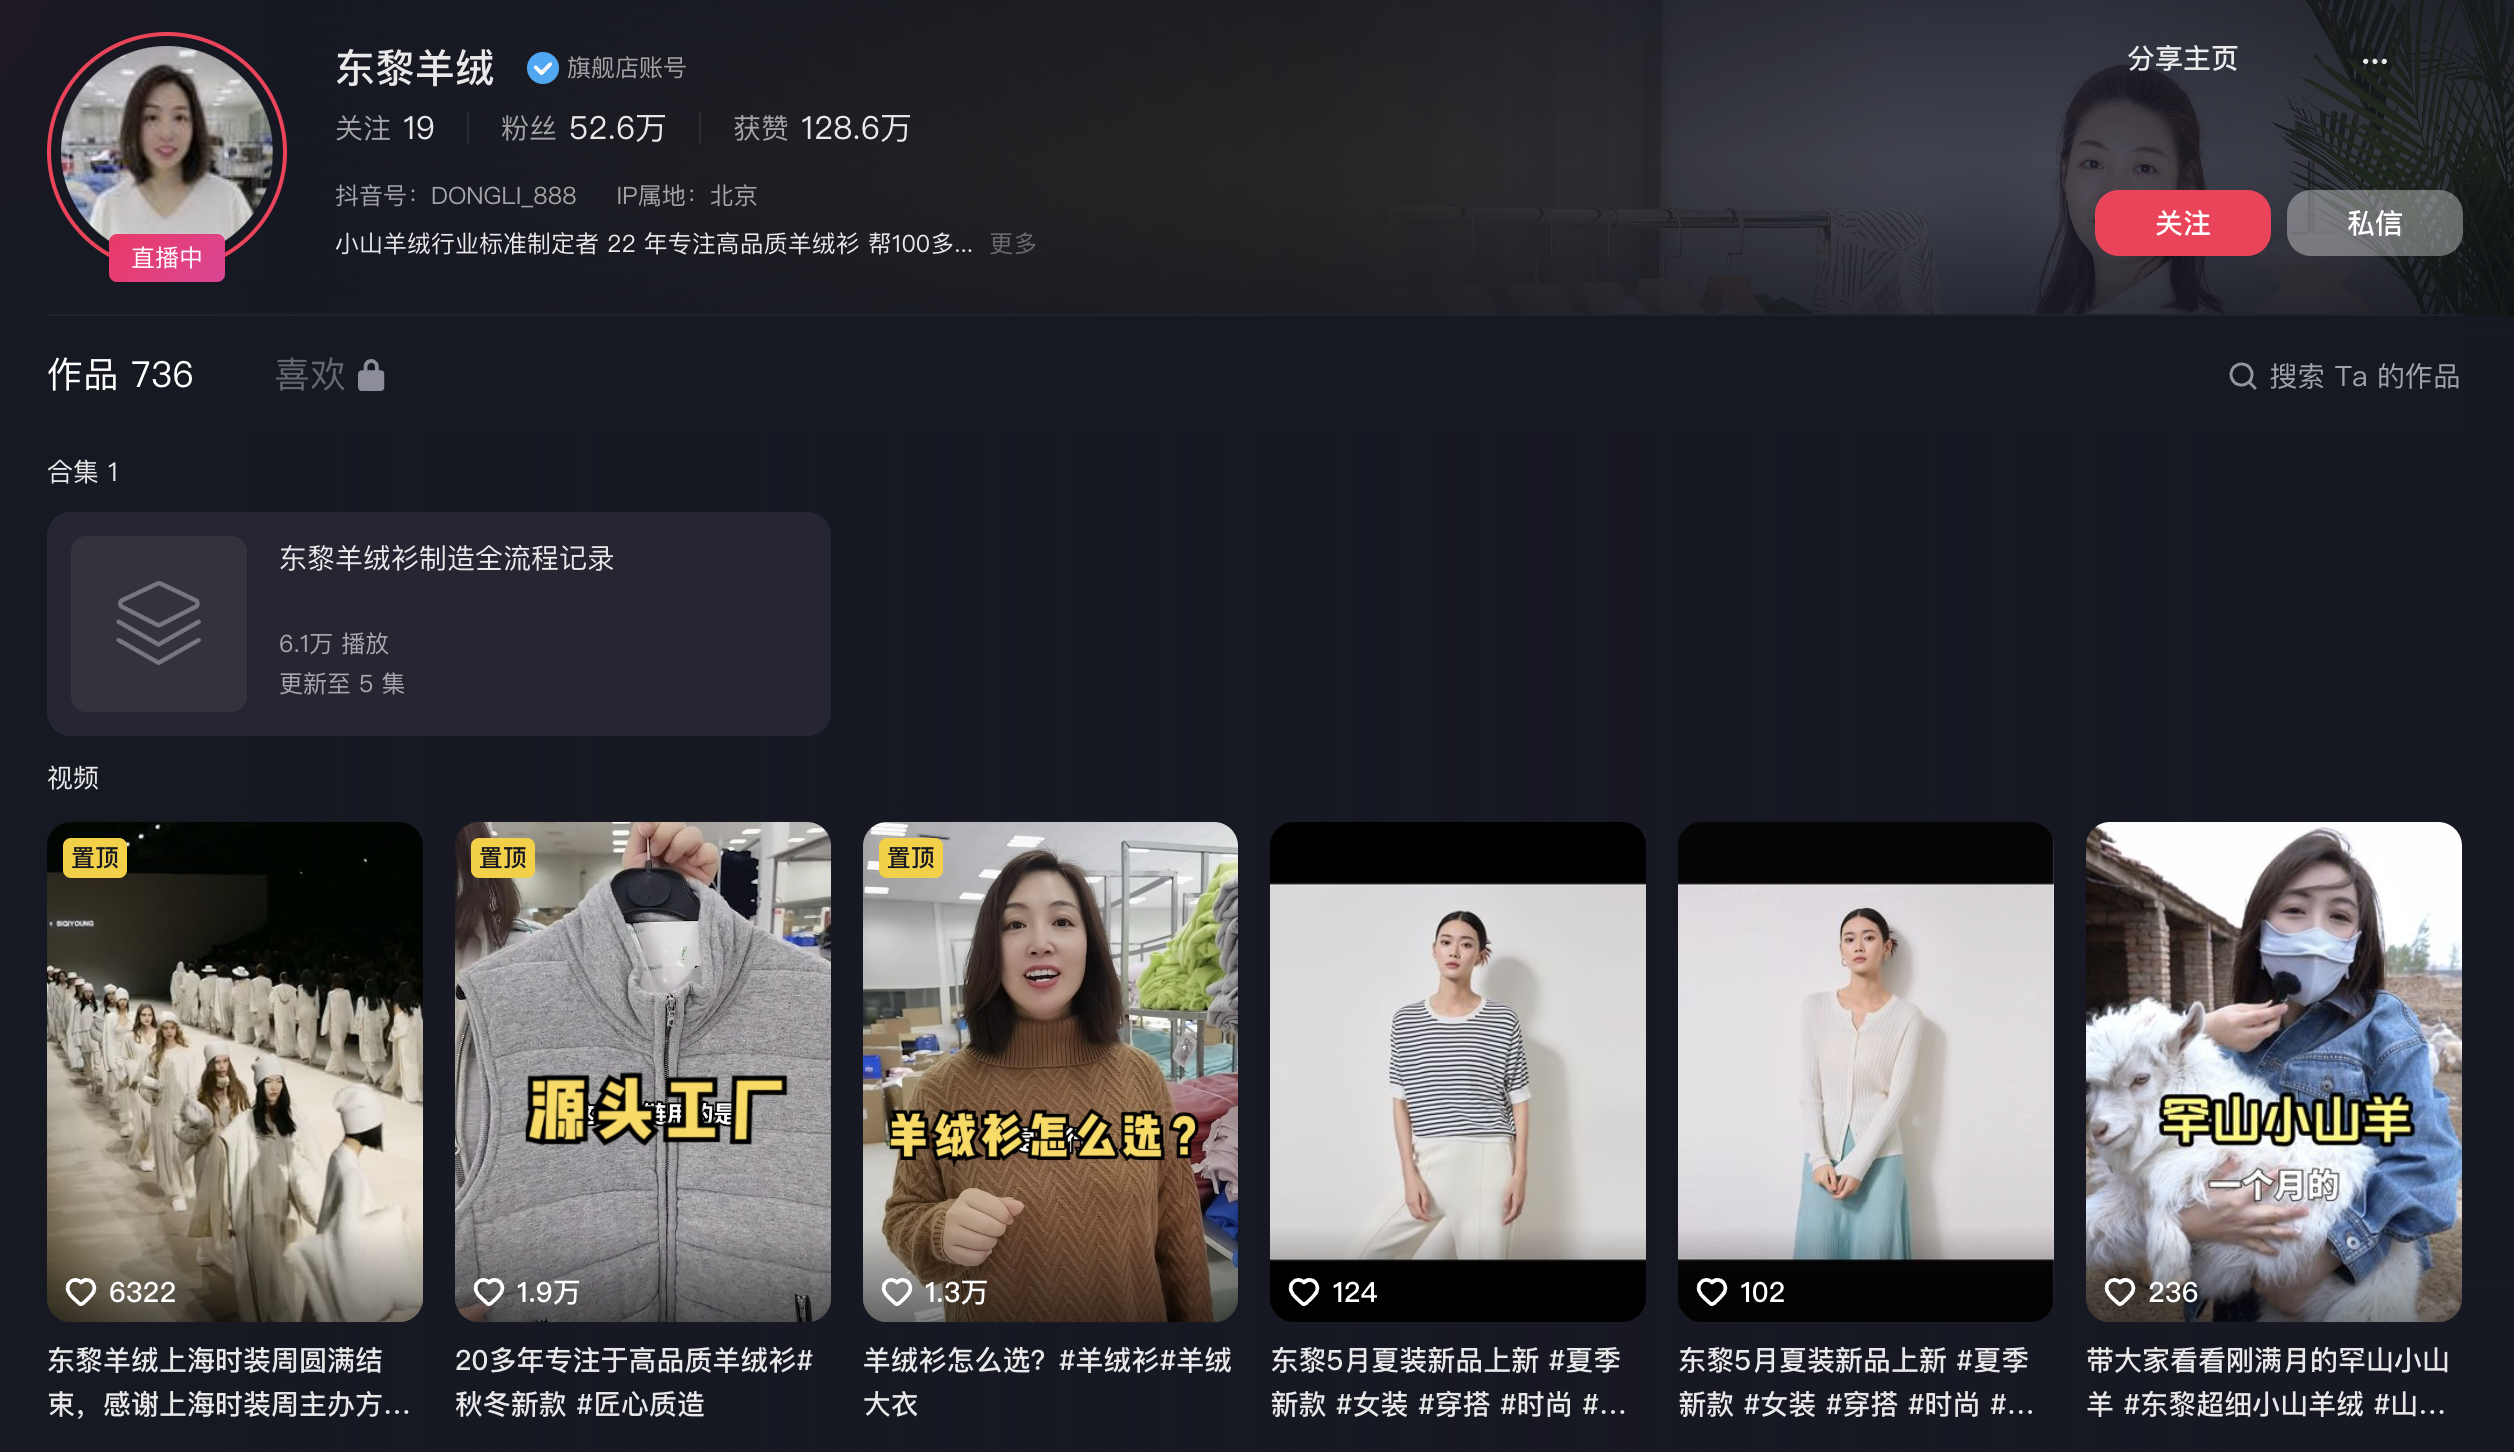 东黎羊绒 旗舰店账号
分享主页 ...
关注 19 粉丝 52.6万 获赞 128.6万
抖音号：DONGLI_888 IP属地：北京
小山羊绒行业标准制定者 22 年专注高品质羊绒衫 帮100多... 更多
直播中
关注 私信
作品 736 喜欢
搜索 Ta 的作品
合集 1
东黎羊绒衫制造全流程记录
6.1万 播放
更新至 5 集
视频
置顶
SIQIYOUNG
6322
东黎羊绒上海时装周圆满结
束，感谢上海时装周主办方...
置顶
源头工厂
1.9万
20多年专注于高品质羊绒衫#
秋冬新款 #匠心质造
置顶
羊绒衫怎么选？
1.3万
羊绒衫怎么选？#羊绒衫#羊绒
大衣
124
东黎5月夏装新品上新 #夏季
新款 #女装 #穿搭 #时尚 #...
102
东黎5月夏装新品上新 #夏季
新款 #女装 #穿搭 #时尚 #...
罕山小山羊
一个月的
236
带大家看看刚满月的罕山小山
羊 #东黎超细小山羊绒 #山...